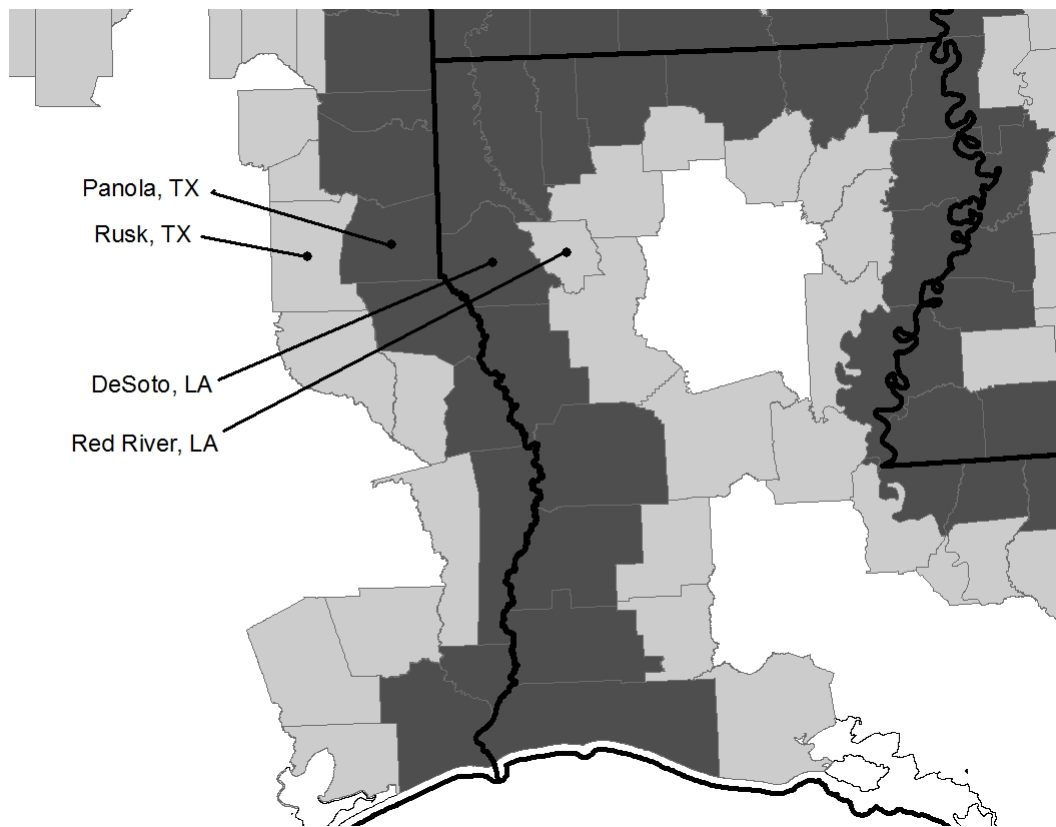 Panola, TX
Rusk, TX
DeSoto, LA
Red River, LA